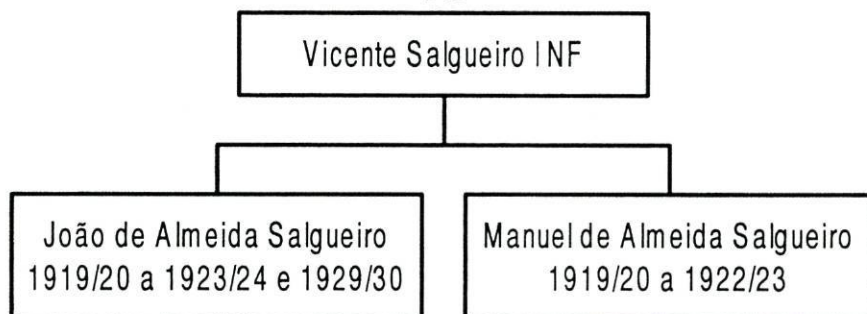 Vicente Salgueiro INF
João de Almeida Salgueiro
1919/20 a 1923/24 e 1929/30
Manuel de Almeida Salgueiro
1919/20 a 1922/23